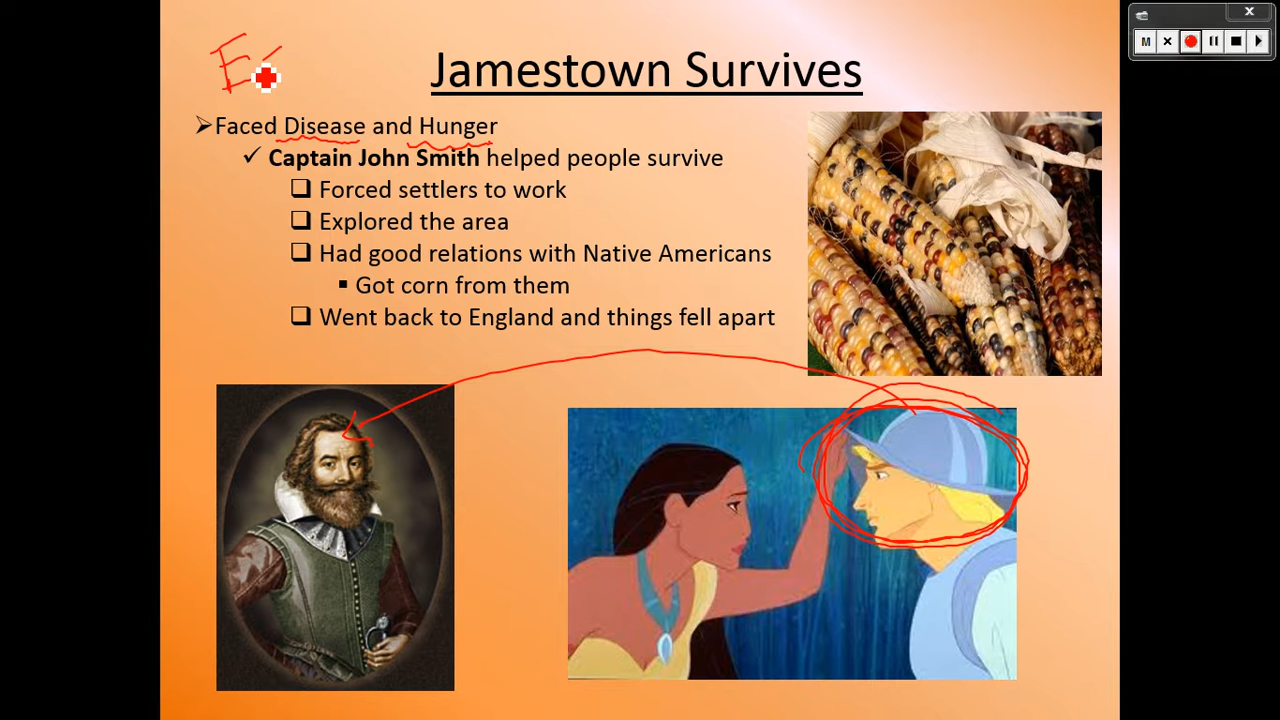 Jamestown Survives
Faced Disease and Hunger
Captain John Smith helped people survive
Forced settlers to work
Explored the area
Had good relations with Native Americans
Got corn from them
Went back to England and things fell apart
M